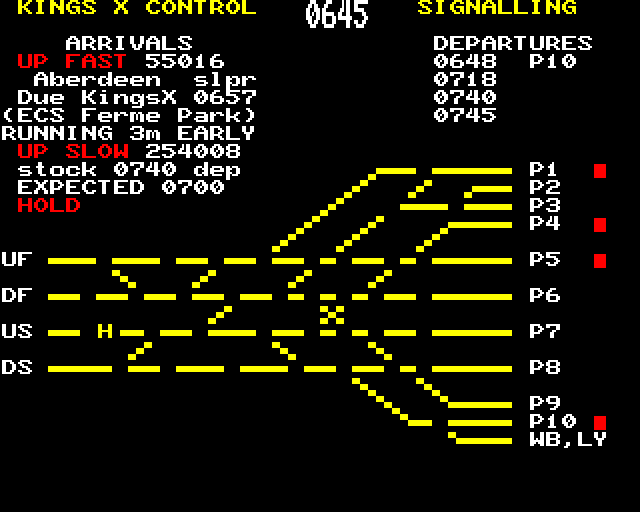 KINGS X CONTROL 0645 SIGNALLING
ARRIVALS DEPARTURES
UP FAST 55016 0648 P10
Aberdeen slpr 0718
Due KingsX 0657 0740
(ECS Ferme Park) 0745
RUNNING 3m EARLY
UP SLOW 254008
stock 0740 dep P1
EXPECTED 0700 P2
HOLD P3
P4
UF P5
DF P6
US H P7
DS P8
P9
P10
WB,LY